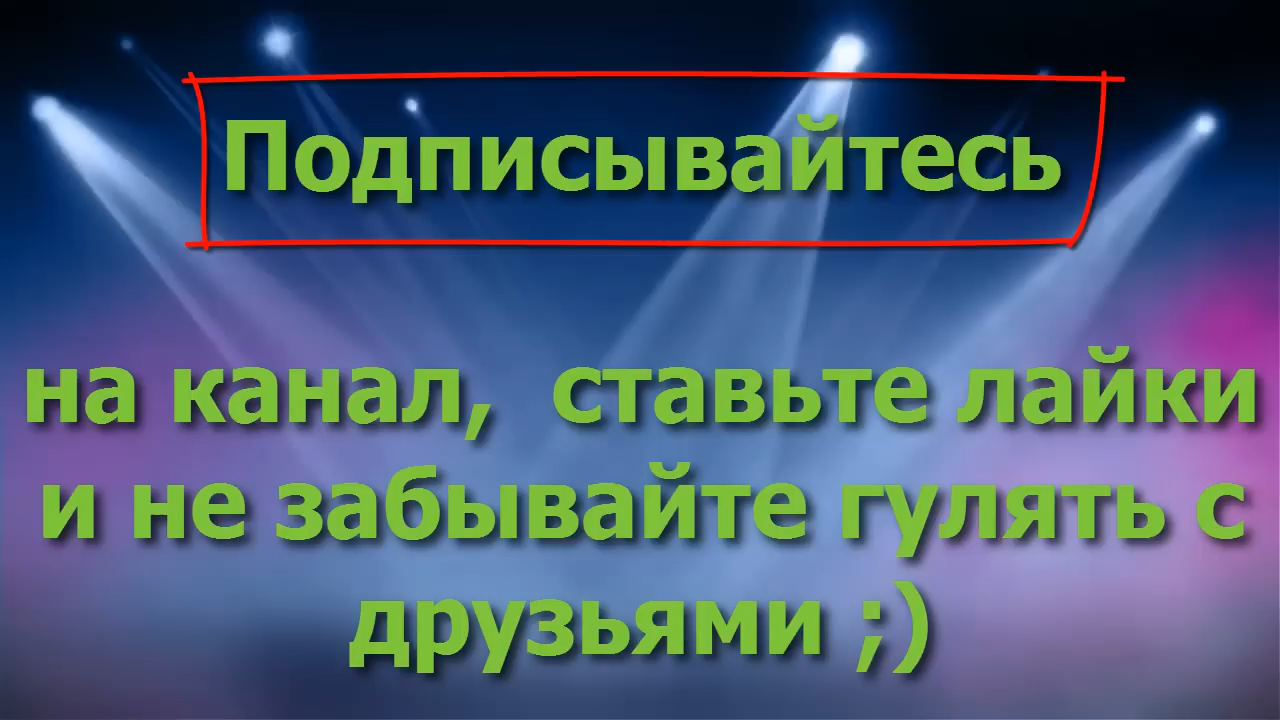 Подписывайтесь
на канал, ставьте лайки
и не забывайте гулять с
друзьями ;)